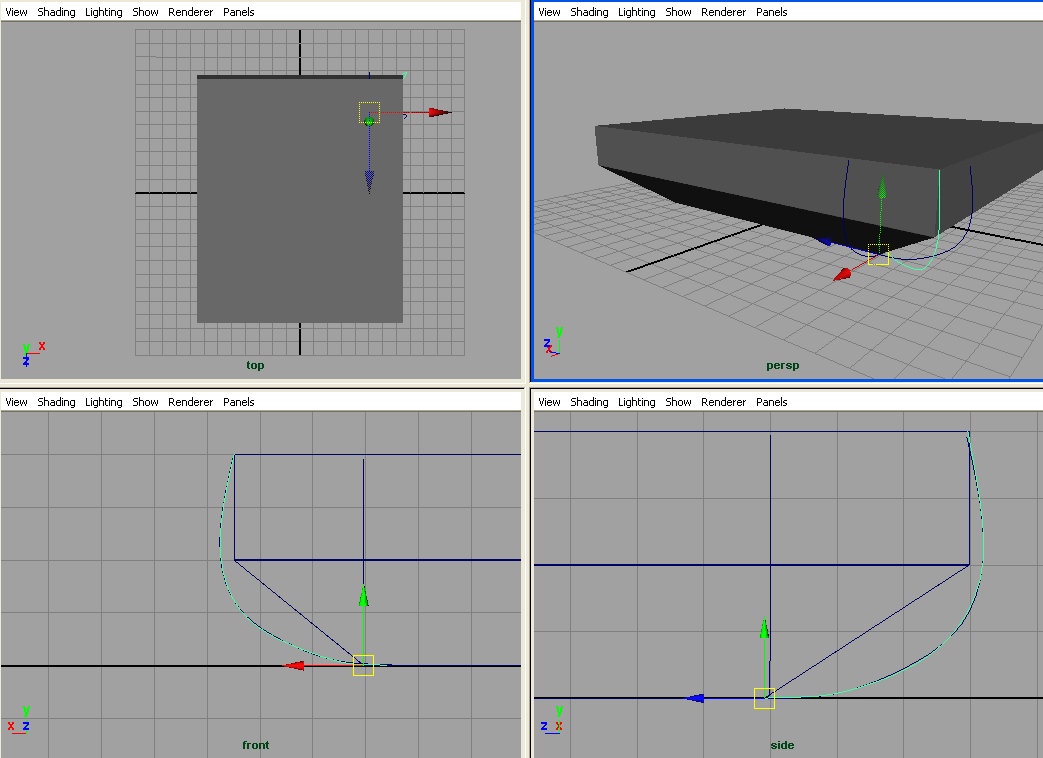 View Shading Lighting Show Renderer Panels
y x
z
top
View Shading Lighting Show Renderer Panels
y
z
x
persp
View Shading Lighting Show Renderer Panels
y
x z
front
View Shading Lighting Show Renderer Panels
y
z x
side